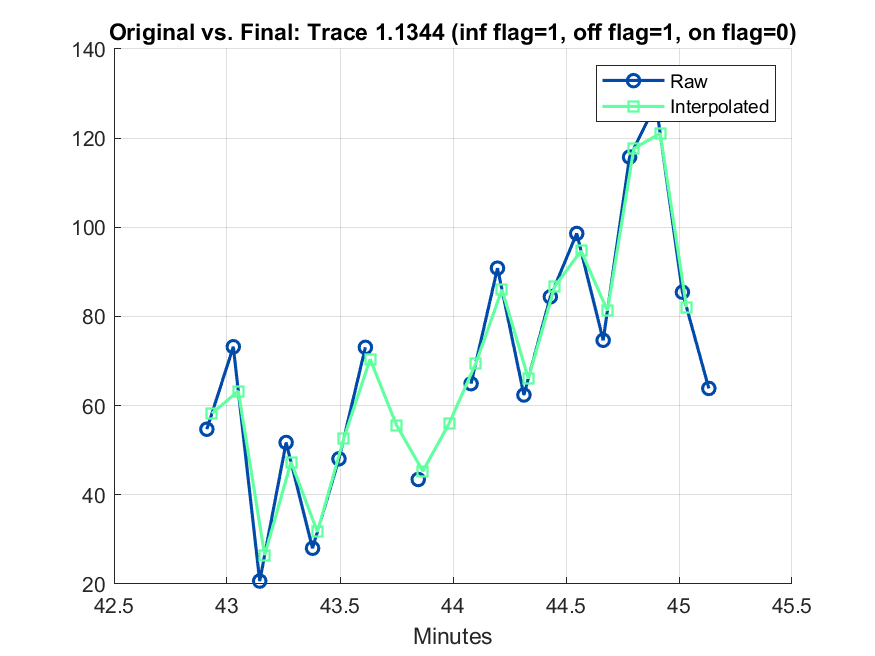 Original vs. Final: Trace 1.1344 (inf flag=1, off flag=1, on flag=0)
140
Raw
Interpolated
120
100
80
60
40
20
42.5 43 43.5 44 44.5 45 45.5
Minutes